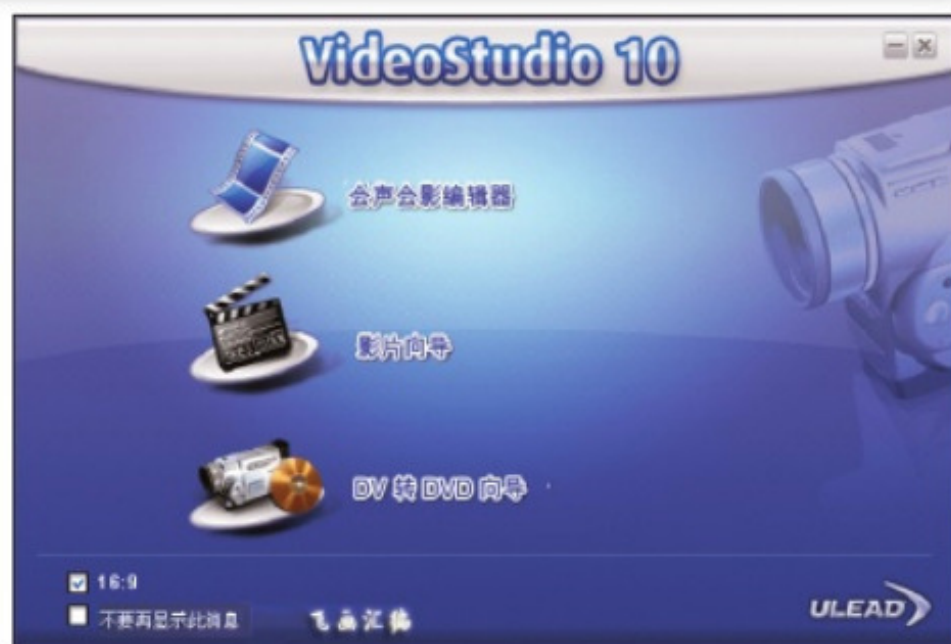 VideoStudio 10
会声会影编辑器
影片向导
DV 转 DVD 向导
16:9
不要再显示此消息
飞画汇编
ULEAD